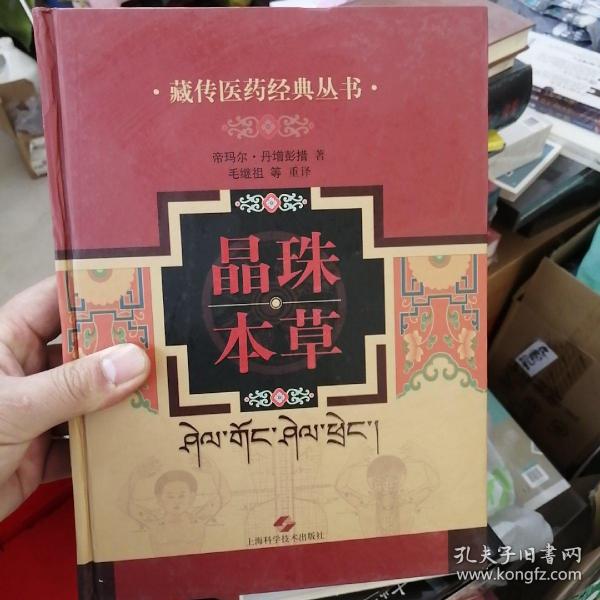 ·藏传医药经典丛书·
帝玛尔·丹增彭措 著
毛继祖 等 重译
晶珠
本草
ཤེལ་གོང་ཤེལ་ཕྲེང་།
上海科学技术出版社
孔夫子旧書网
www.kongfz.com